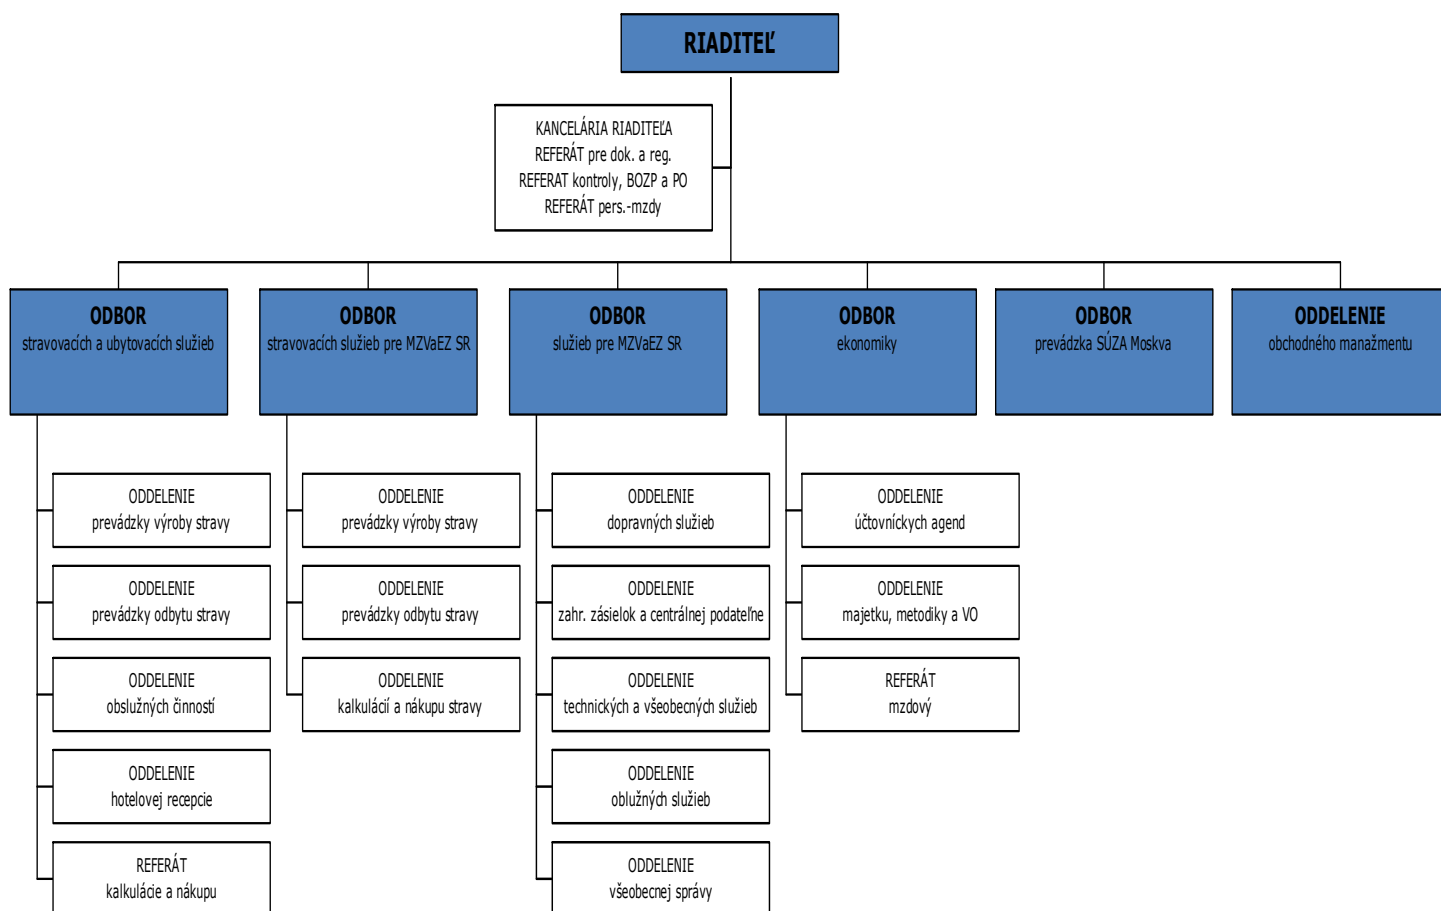 RIADITEĽ
KANCELÁRIA RIADITEĽA
REFERÁT pre dok. a reg.
REFERAT kontroly, BOZP a PO
REFERÁT pers.-mzdy
ODBOR
stravovacích a ubytovacích služieb
ODBOR
stravovacích služieb pre MZVaEZ SR
ODBOR
služieb pre MZVaEZ SR
ODBOR
ekonomiky
ODBOR
prevádzka SÚZA Moskva
ODDELENIE
obchodného manažmentu
ODDELENIE
prevádzky výroby stravy
ODDELENIE
prevádzky odbytu stravy
ODDELENIE
obslužných činností
ODDELENIE
hotelovej recepcie
REFERÁT
kalkulácie a nákupu
ODDELENIE
prevádzky výroby stravy
ODDELENIE
prevádzky odbytu stravy
ODDELENIE
kalkulácií a nákupu stravy
ODDELENIE
dopravných služieb
ODDELENIE
zahr. zásielok a centrálnej podateľne
ODDELENIE
technických a všeobecných služieb
ODDELENIE
oblužných služieb
ODDELENIE
všeobecnej správy
ODDELENIE
účtovníckych agend
ODDELENIE
majetku, metodiky a VO
REFERÁT
mzdový